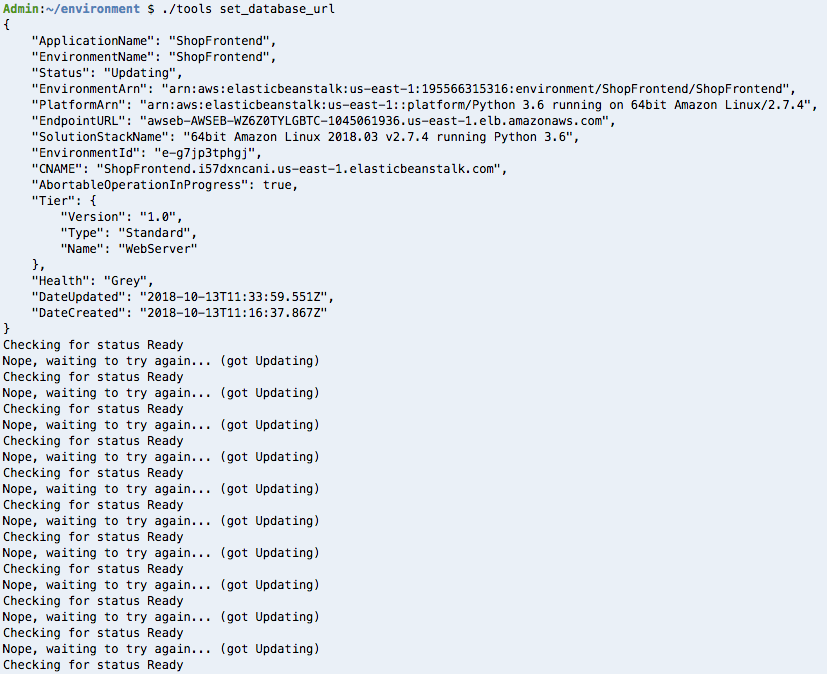 Admin:~/environment $ ./tools set_database_url
{
    "ApplicationName": "ShopFrontend",
    "EnvironmentName": "ShopFrontend",
    "Status": "Updating",
    "EnvironmentArn": "arn:aws:elasticbeanstalk:us-east-1:195566315316:environment/ShopFrontend/ShopFrontend",
    "PlatformArn": "arn:aws:elasticbeanstalk:us-east-1::platform/Python 3.6 running on 64bit Amazon Linux/2.7.4",
    "EndpointURL": "awseb-AWSEB-WZ6Z0TYLGBTC-1045061936.us-east-1.elb.amazonaws.com",
    "SolutionStackName": "64bit Amazon Linux 2018.03 v2.7.4 running Python 3.6",
    "EnvironmentId": "e-g7jp3tphgj",
    "CNAME": "ShopFrontend.i57dxncani.us-east-1.elasticbeanstalk.com",
    "AbortableOperationInProgress": true,
    "Tier": {
        "Version": "1.0",
        "Type": "Standard",
        "Name": "WebServer"
    },
    "Health": "Grey",
    "DateUpdated": "2018-10-13T11:33:59.551Z",
    "DateCreated": "2018-10-13T11:16:37.867Z"
}
Checking for status Ready
Nope, waiting to try again... (got Updating)
Checking for status Ready
Nope, waiting to try again... (got Updating)
Checking for status Ready
Nope, waiting to try again... (got Updating)
Checking for status Ready
Nope, waiting to try again... (got Updating)
Checking for status Ready
Nope, waiting to try again... (got Updating)
Checking for status Ready
Nope, waiting to try again... (got Updating)
Checking for status Ready
Nope, waiting to try again... (got Updating)
Checking for status Ready
Nope, waiting to try again... (got Updating)
Checking for status Ready
Nope, waiting to try again... (got Updating)
Checking for status Ready
Nope, waiting to try again... (got Updating)
Checking for status Ready